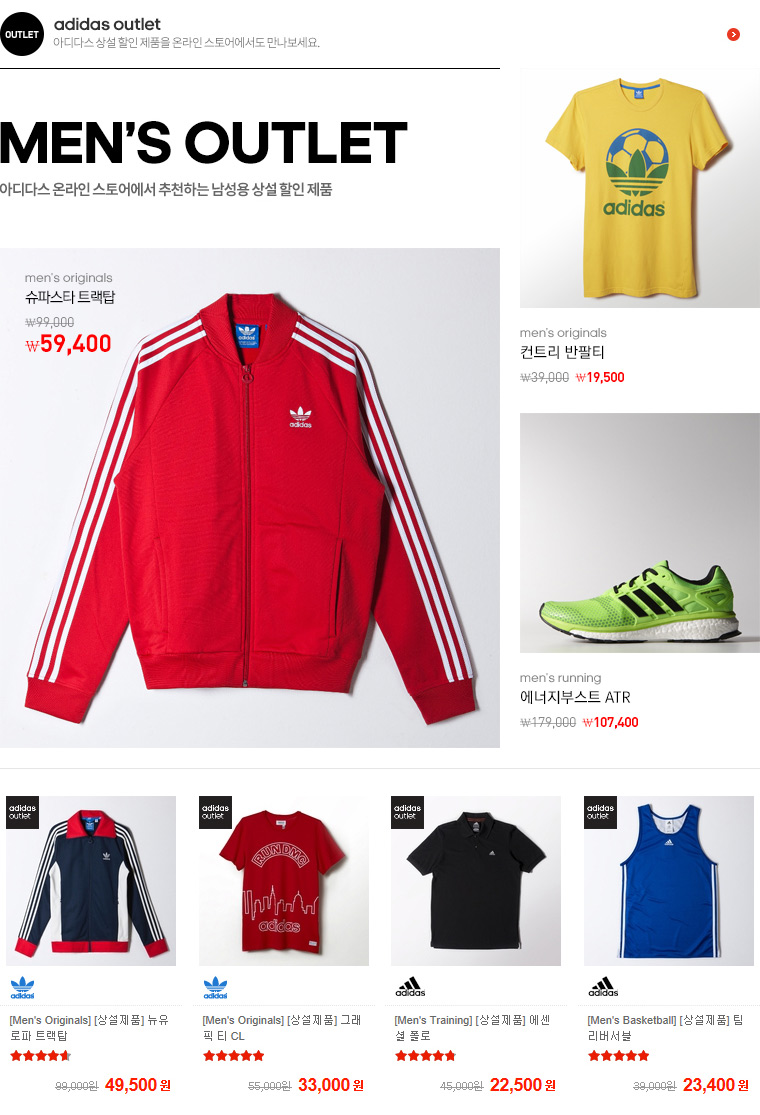 OUTLET
adidas outlet
아디다스 상설 할인 제품을 온라인 스토어에서도 만나보세요.
MEN'S OUTLET
아디다스 온라인 스토어에서 추천하는 남성용 상설 할인 제품
men's originals
슈퍼스타 트랙탑
₩99,000
₩59,400
adidas
adidas
men's originals
컨트리 반팔티
₩39,000 ₩19,500
men's running
에너지부스트 ATR
₩179,000 ₩107,400
adidas
outlet
adidas
outlet
RUN DMC
adidas
adidas
outlet
adidas
outlet
adidas
adidas
adidas
adidas
[Men's Originals] [상설제품] 뉴유
로파 트랙탑
99,000원 49,500 원
[Men's Originals] [상설제품] 그래
픽 티 CL
55,000원 33,000 원
[Men's Training] [상설제품] 에센
셜 폴로
45,000원 22,500 원
[Men's Basketball] [상설제품] 팀
리버서블
39,000원 23,400 원